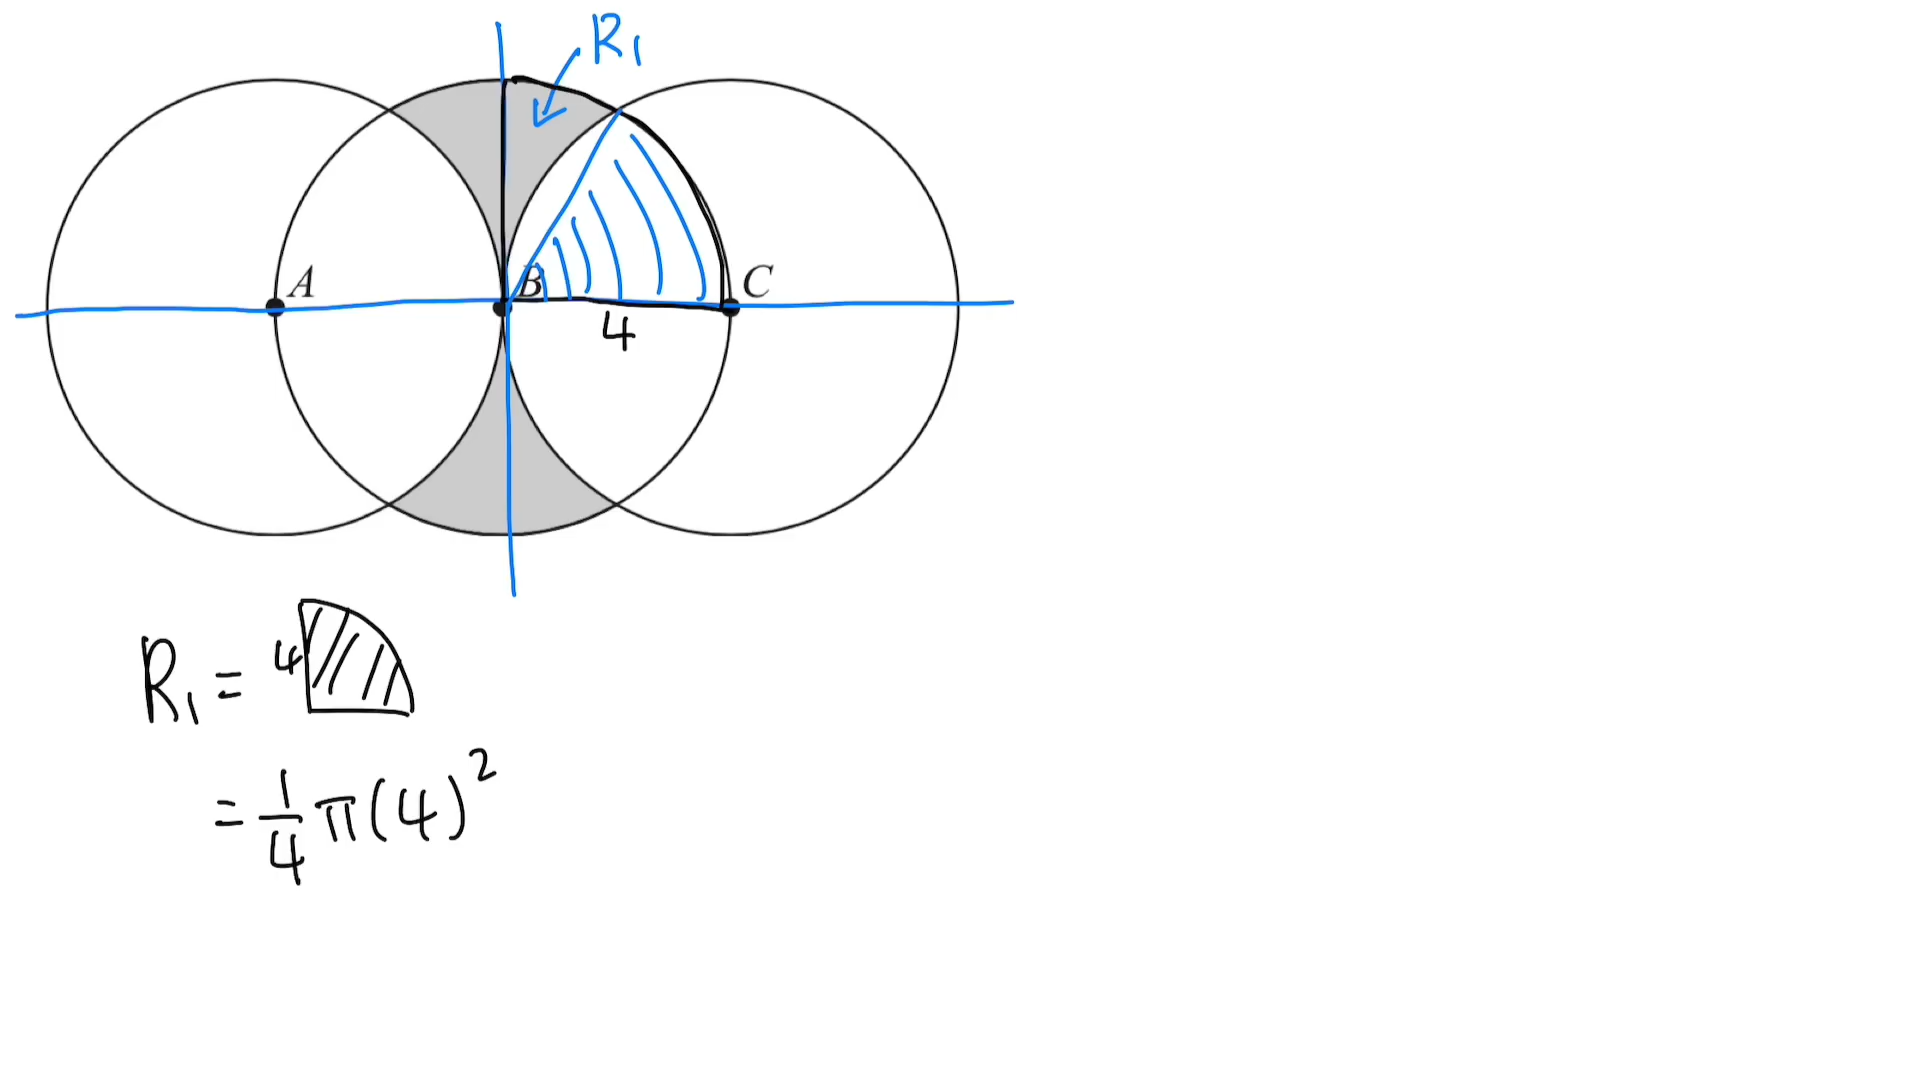 R₁
A B C
4
R₁ = 4
= 1/4 π(4)²